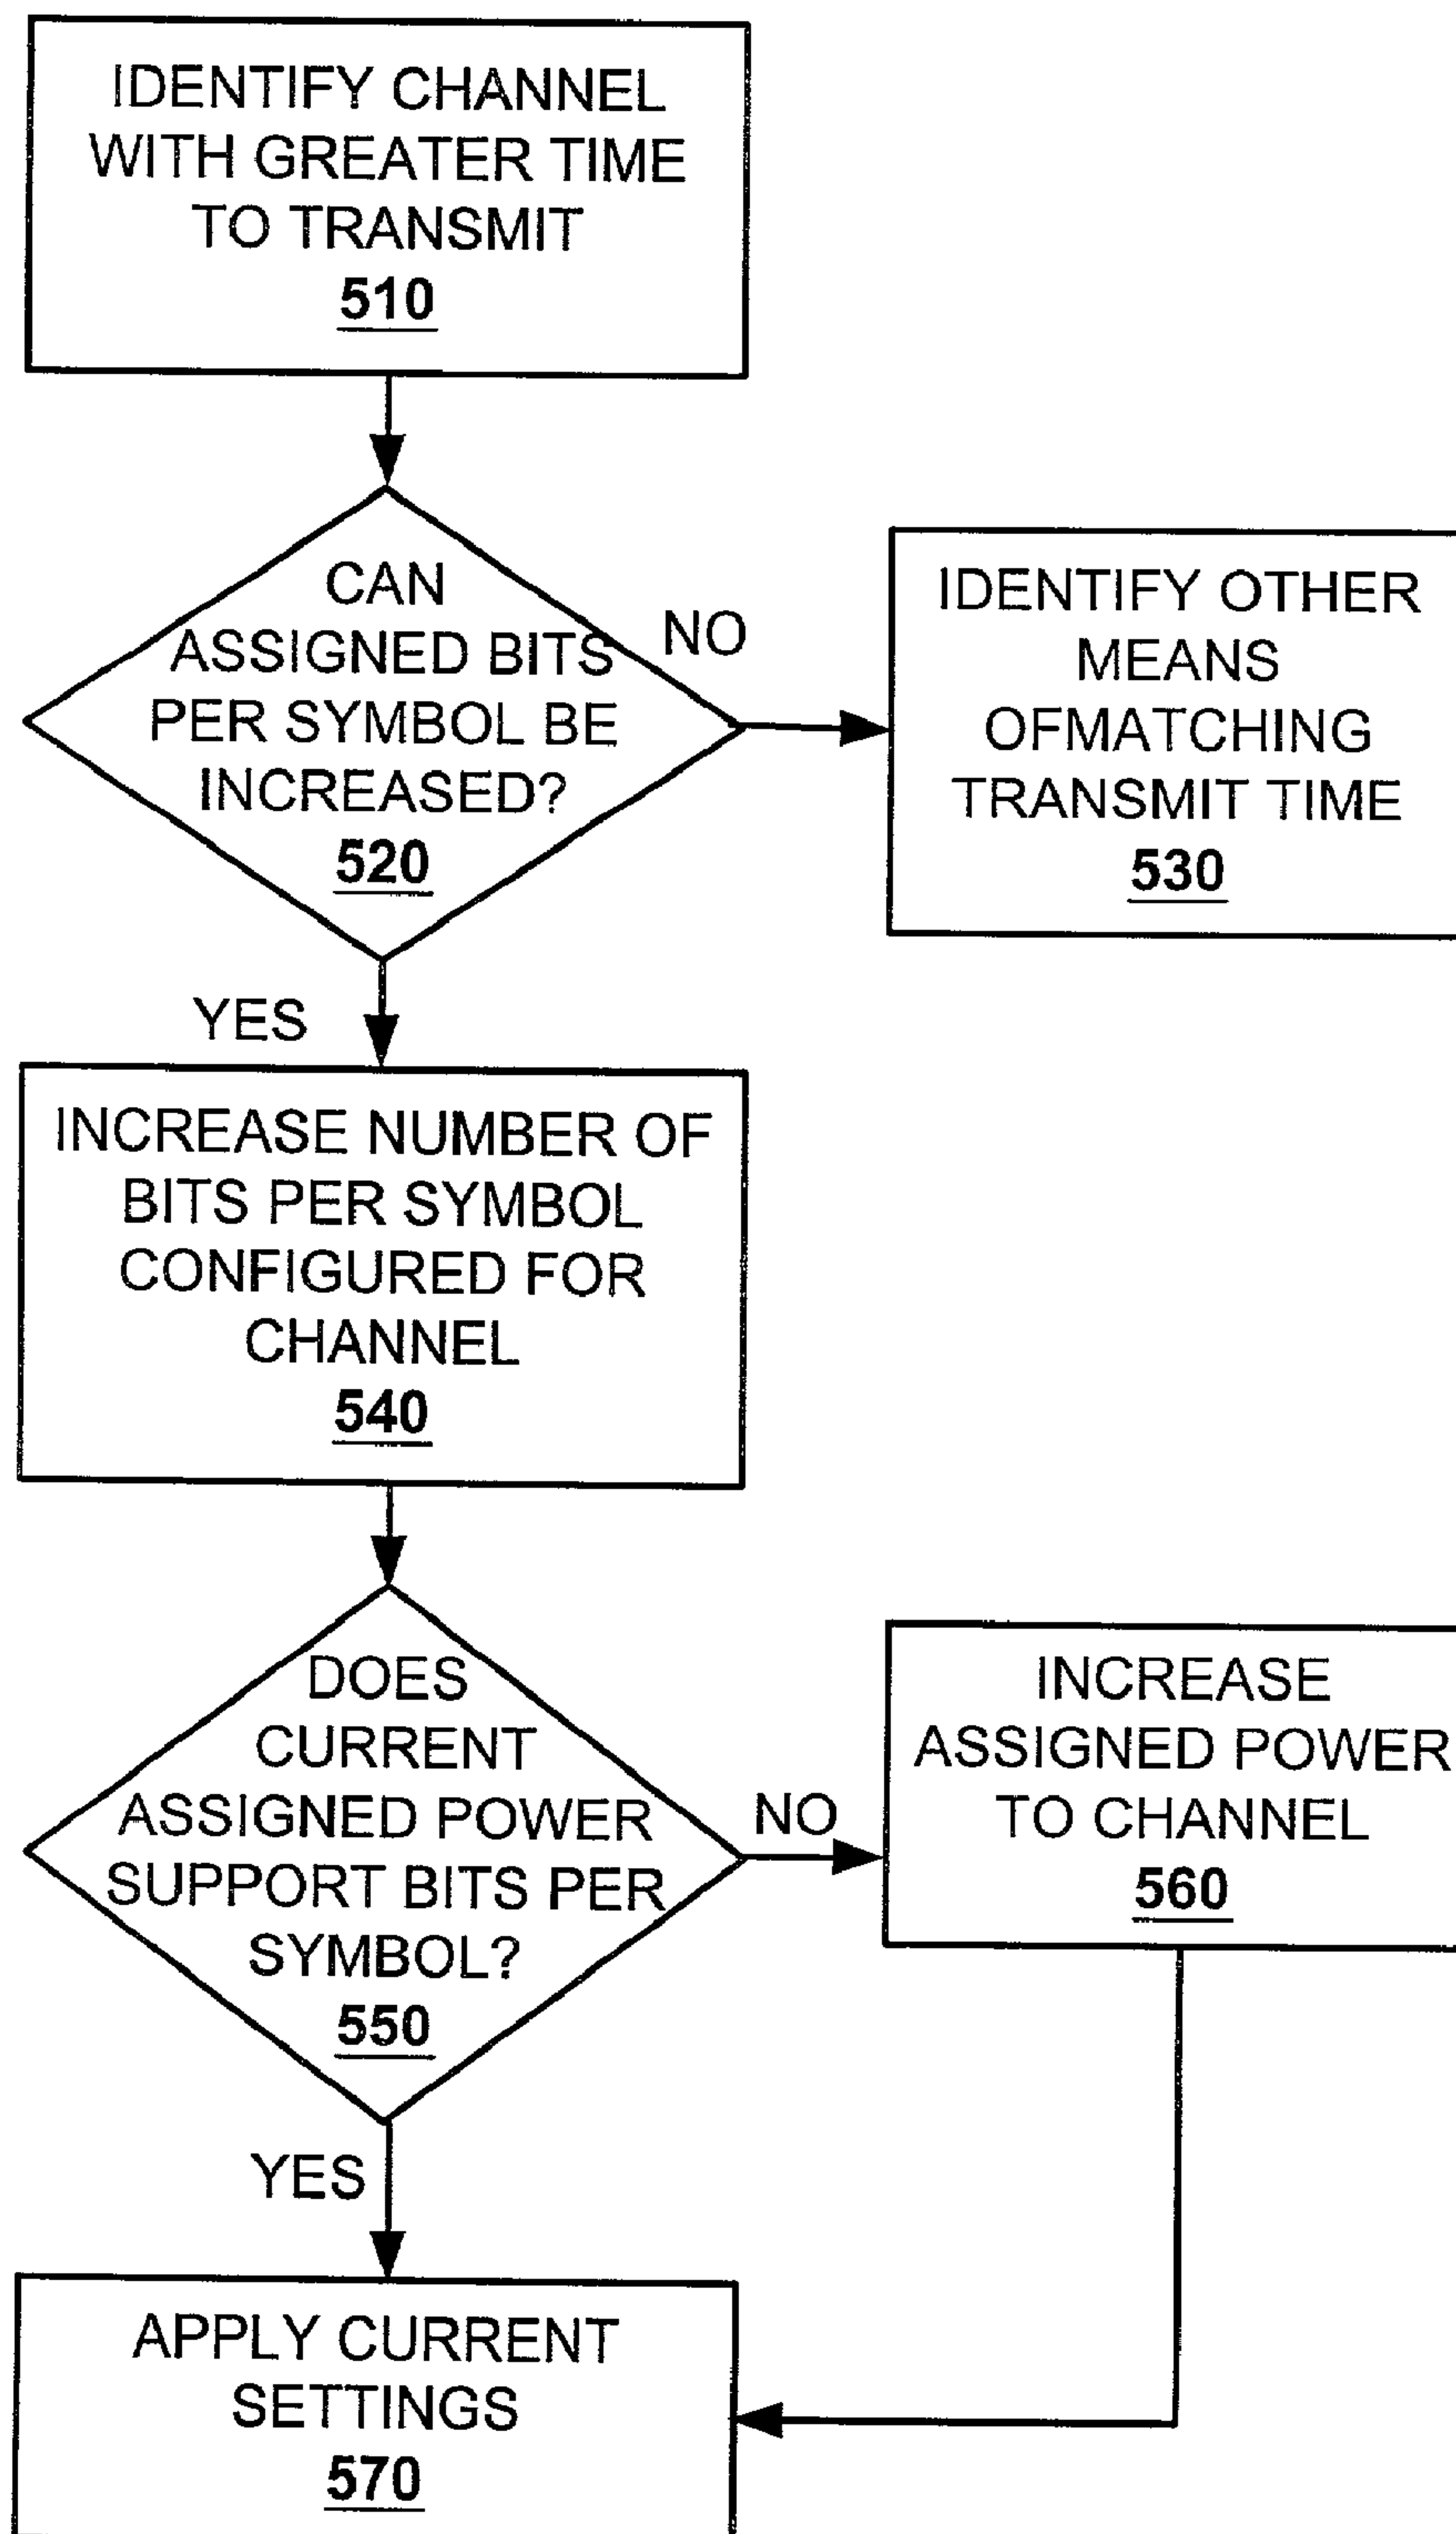 IDENTIFY CHANNEL
WITH GREATER TIME
TO TRANSMIT
510
CAN
ASSIGNED BITS
PER SYMBOL BE
INCREASED?
520
NO
IDENTIFY OTHER
MEANS
OFMATCHING
TRANSMIT TIME
530
YES
INCREASE NUMBER OF
BITS PER SYMBOL
CONFIGURED FOR
CHANNEL
540
DOES
CURRENT
ASSIGNED POWER
SUPPORT BITS PER
SYMBOL?
550
NO
INCREASE
ASSIGNED POWER
TO CHANNEL
560
YES
APPLY CURRENT
SETTINGS
570